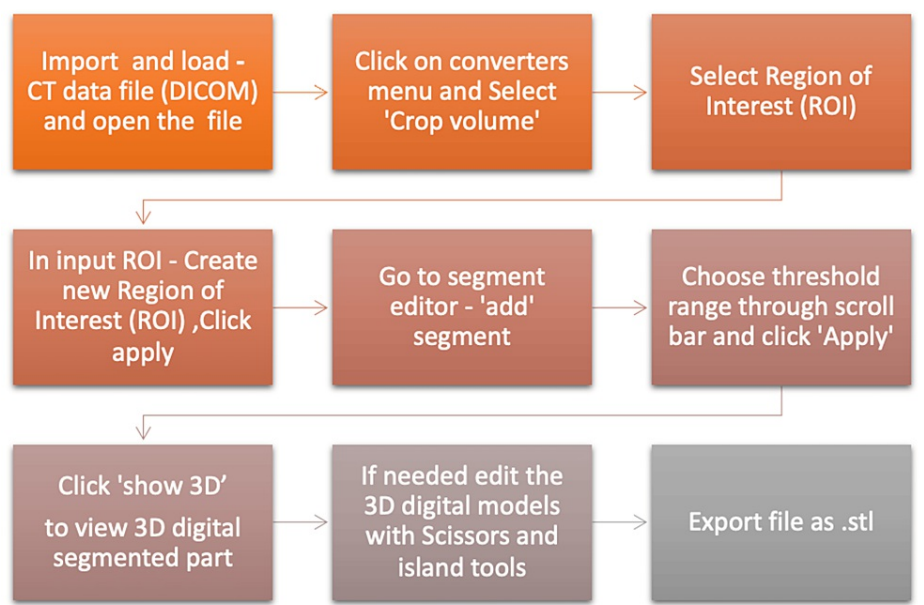 Import and load -
CT data file (DICOM)
and open the file
Click on converters
menu and Select
'Crop volume'
Select Region of
Interest (ROI)
In input ROI - Create
new Region of
Interest (ROI) ,Click
apply
Go to segment
editor - 'add'
segment
Choose threshold
range through scroll
bar and click 'Apply'
Click 'show 3D’
to view 3D digital
segmented part
If needed edit the
3D digital models
with Scissors and
island tools
Export file as .stl